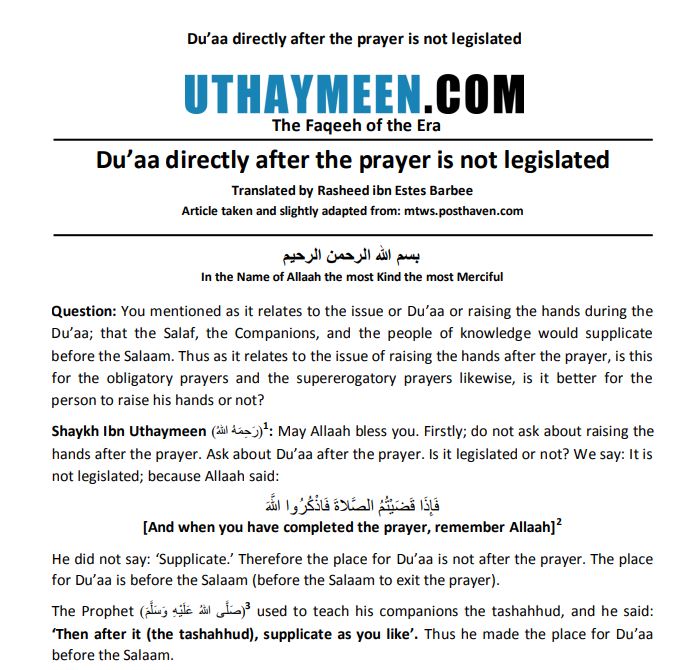 Du’aa directly after the prayer is not legislated
UTHAYMEEN.COM
The Faqeeh of the Era
Du’aa directly after the prayer is not legislated
Translated by Rasheed ibn Estes Barbee
Article taken and slightly adapted from: mtws.posthaven.com
بسم الله الرحمن الرحيم
In the Name of Allaah the most Kind the most Merciful
Question: You mentioned as it relates to the issue or Du’aa or raising the hands during the
Du’aa; that the Salaf, the Companions, and the people of knowledge would supplicate
before the Salaam. Thus as it relates to the issue of raising the hands after the prayer, is this
for the obligatory prayers and the supererogatory prayers likewise, is it better for the
person to raise his hands or not?
Shaykh Ibn Uthaymeen (رَحِمَهُ اللهُ)¹: May Allaah bless you. Firstly; do not ask about raising the
hands after the prayer. Ask about Du’aa after the prayer. Is it legislated or not? We say: It is
not legislated; because Allaah said:
فَإِذَا قَضَيْتُمُ الصَّلَاةَ فَاذْكُرُوا اللَّهَ
[And when you have completed the prayer, remember Allaah]²
He did not say: ‘Supplicate.’ Therefore the place for Du’aa is not after the prayer. The place
for Du’aa is before the Salaam (before the Salaam to exit the prayer).
The Prophet (صَلَّى اللهُ عَلَيْهِ وَسَلَّمَ)³ used to teach his companions the tashahhud, and he said:
‘Then after it (the tashahhud), supplicate as you like’. Thus he made the place for Du’aa
before the Salaam.